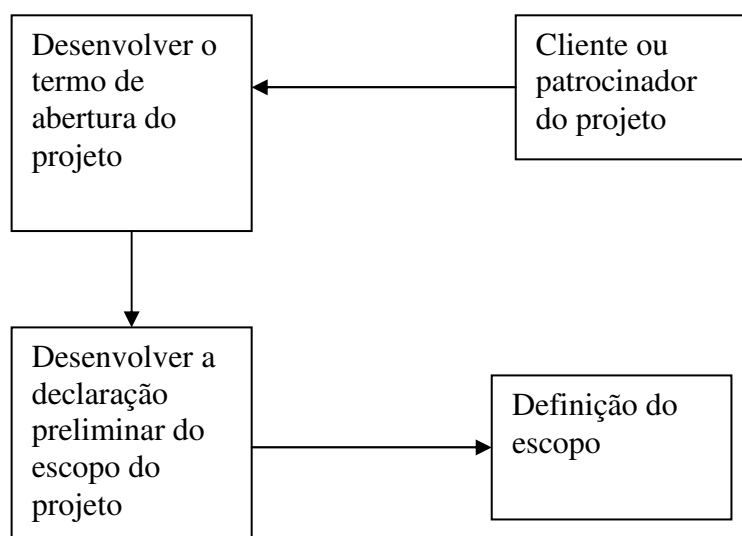 Desenvolver o
termo de
abertura do
projeto
Cliente ou
patrocinador
do projeto
Desenvolver a
declaração
preliminar do
escopo do
projeto
Definição do
escopo